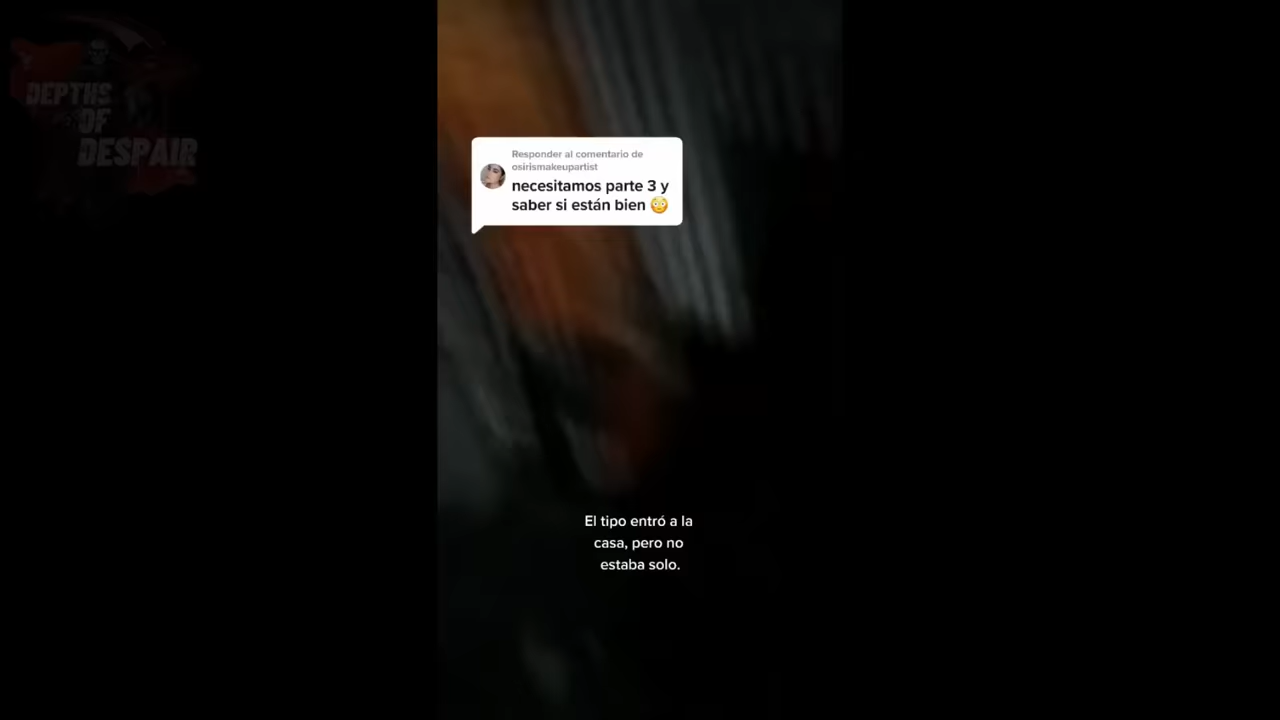 DEPTHS
OF
DESPAIR
Responder al comentario de
osirismakeupartist
necesitamos parte 3 y
saber si están bien 😳
El tipo entró a la
casa, pero no
estaba solo.